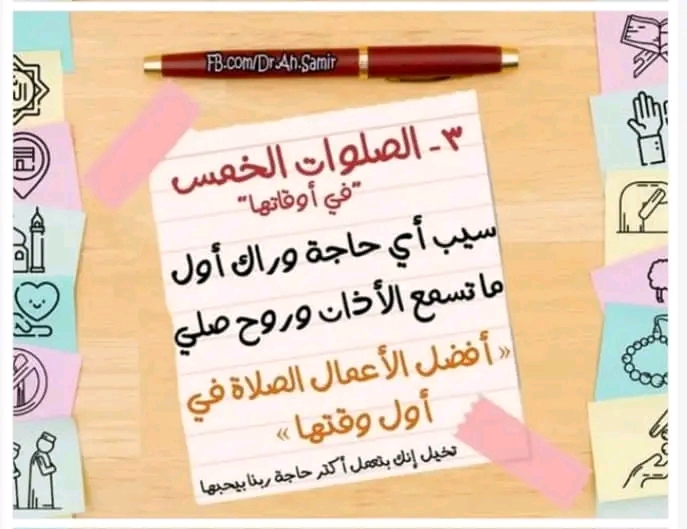 FB.com/Dr.Ah.Samir
٣- الصلوات الخمس
"في أوقاتها"
سيب أي حاجة وراك أول
ما تسمع الأذان وروح صلي
« أفضل الأعمال الصلاة في
أول وقتها »
تخيل إنك بتعمل أكتر حاجة ربنا بيحبها